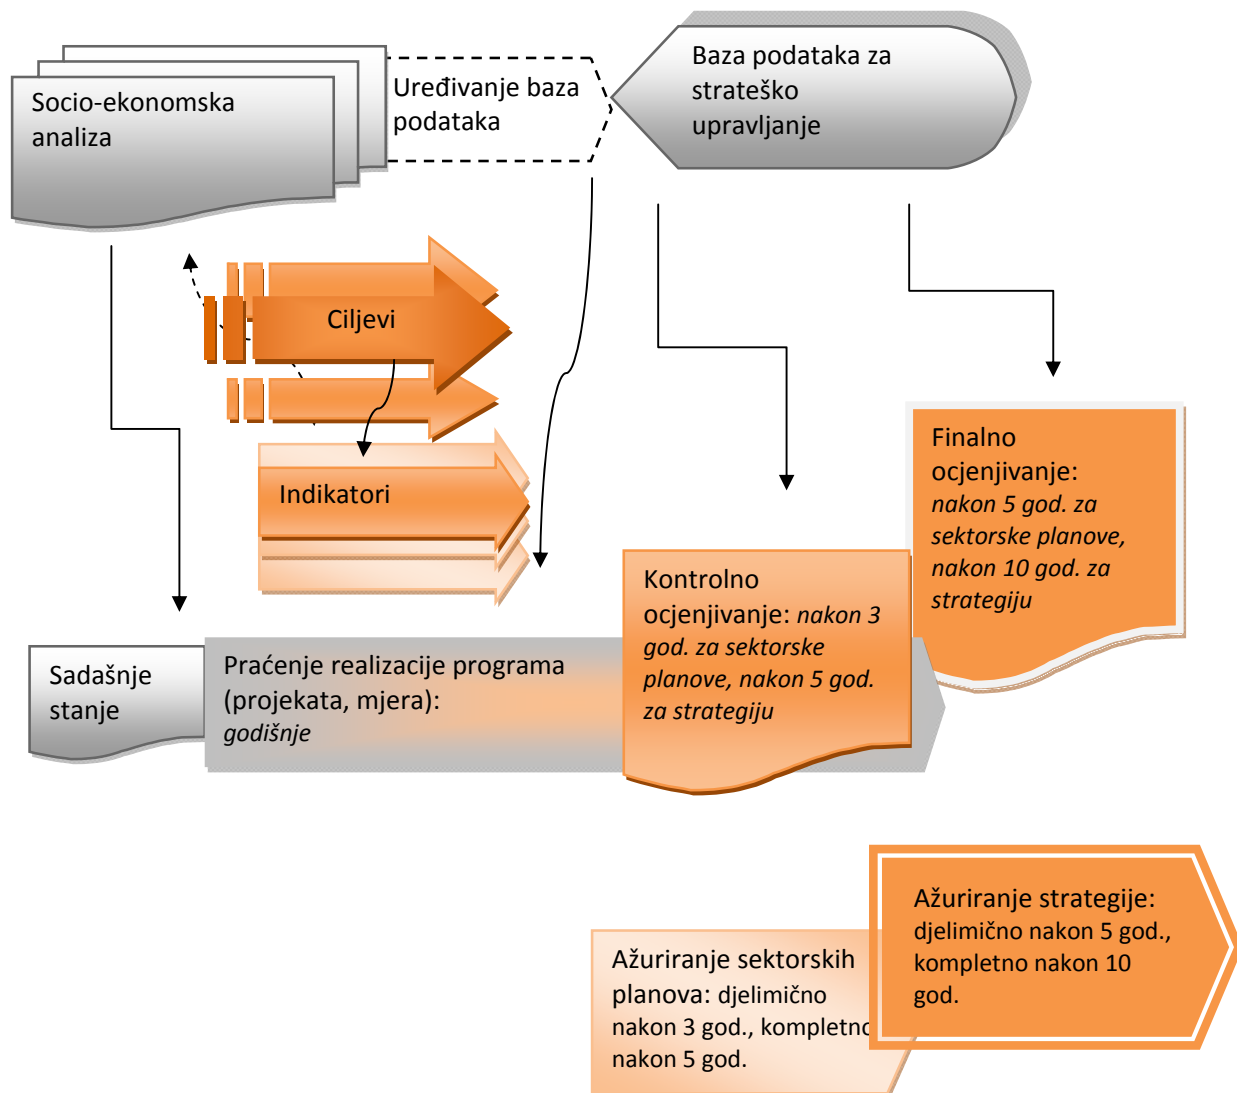 Socio-ekonomska
analiza
Uređivanje baza
podataka
Baza podataka za
strateško
upravljanje
Ciljevi
Indikatori
Finalno
ocjenjivanje:
nakon 5 god. za
sektorske planove,
nakon 10 god. za
strategiju
Kontrolno
ocjenjivanje: nakon 3
god. za sektorske
planove, nakon 5 god.
za strategiju
Sadašnje
stanje
Praćenje realizacije programa
(projekata, mjera):
godišnje
Ažuriranje strategije:
djelimično nakon 5 god.,
kompletno nakon 10
god.
Ažuriranje sektorskih
planova: djelimično
nakon 3 god., kompletno
nakon 5 god.